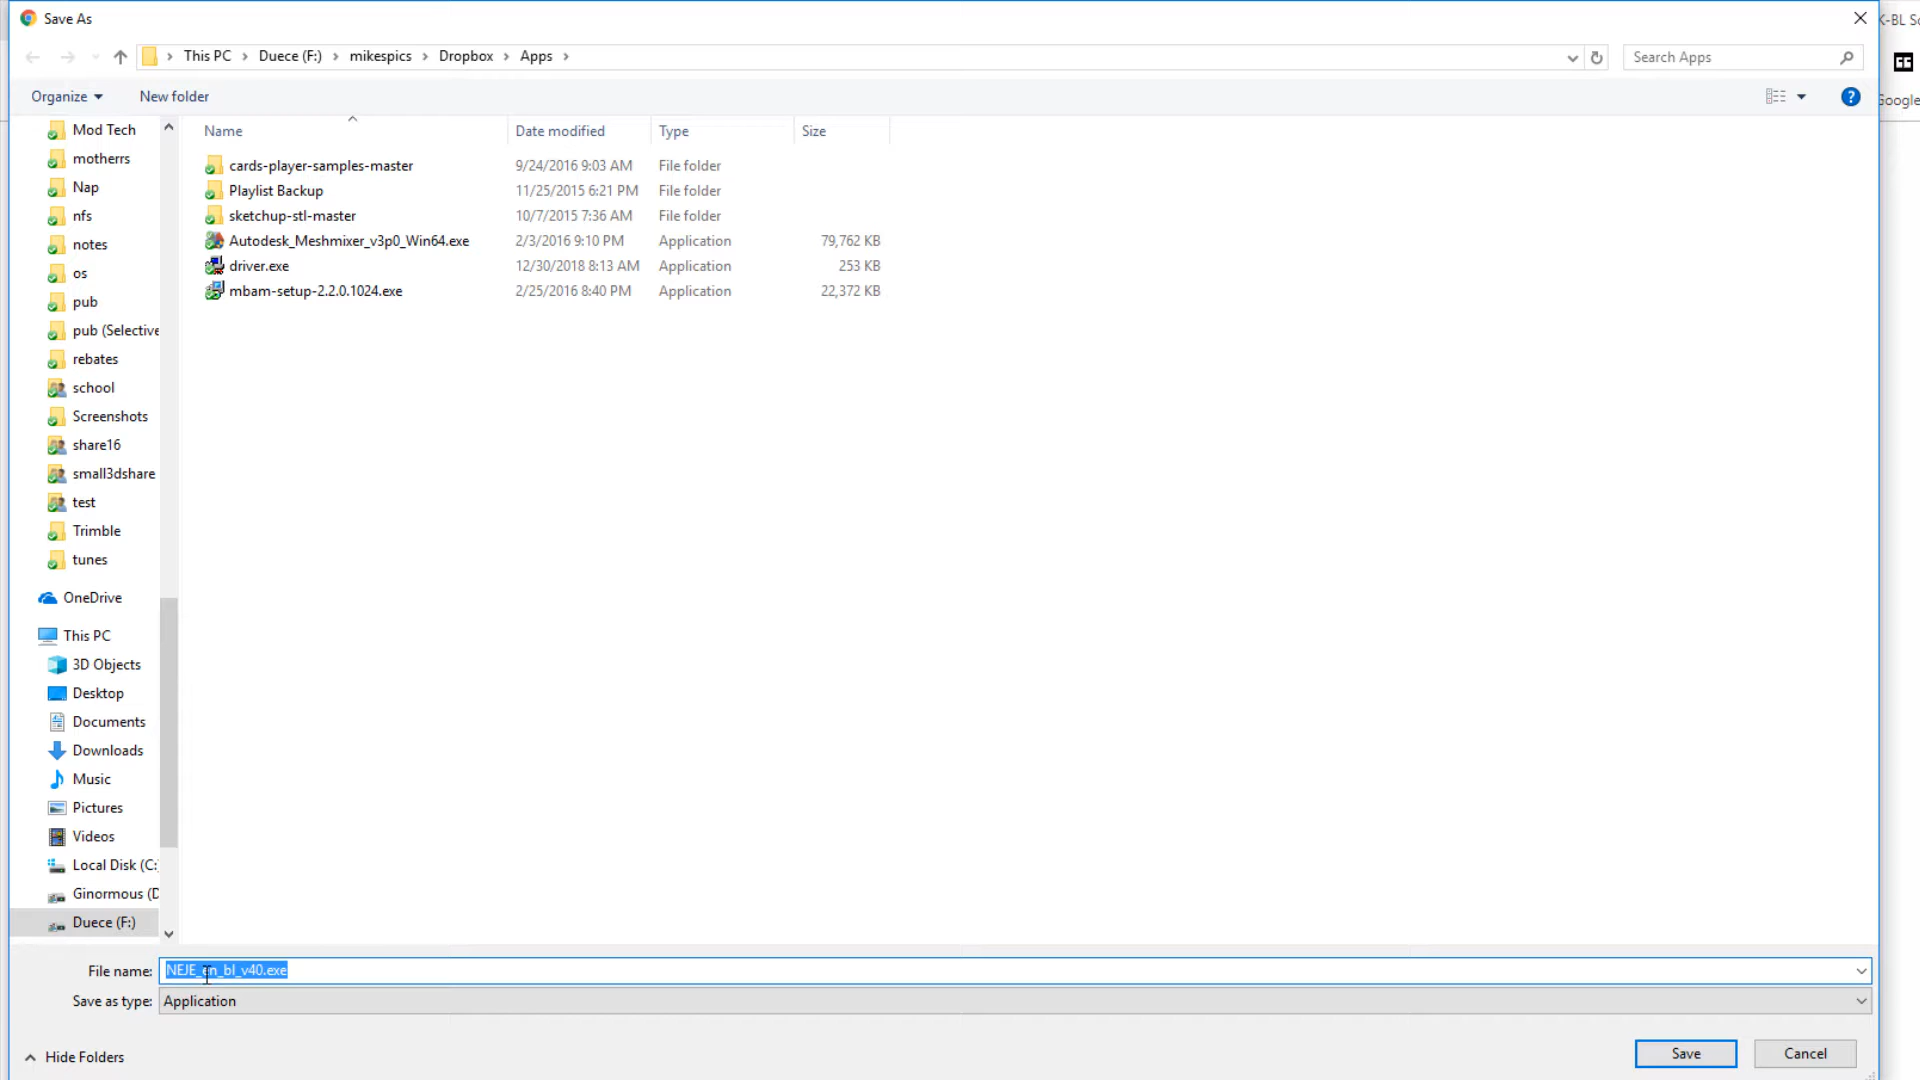 Save As
K-BL So
This PC
Duece (F:)
mikespics
Dropbox
Apps
Search Apps
Organize
New folder
?
Google
Name
Date modified
Type
Size
Mod Tech
motherrs
Nap
nfs
notes
os
pub
pub (Selective
rebates
school
Screenshots
share16
small3dshare
test
Trimble
tunes
OneDrive
This PC
3D Objects
Desktop
Documents
Downloads
Music
Pictures
Videos
Local Disk (C:
Ginormous (D
Duece (F:)
cards-player-samples-master 9/24/2016 9:03 AM File folder
Playlist Backup 11/25/2015 6:21 PM File folder
sketchup-stl-master 10/7/2015 7:36 AM File folder
Autodesk_Meshmixer_v3p0_Win64.exe 2/3/2016 9:10 PM Application 79,762 KB
driver.exe 12/30/2018 8:13 AM Application 253 KB
mbam-setup-2.2.0.1024.exe 2/25/2016 8:40 PM Application 22,372 KB
File name: NEJE_en_bl_v40.exe
Save as type: Application
Hide Folders
Save
Cancel